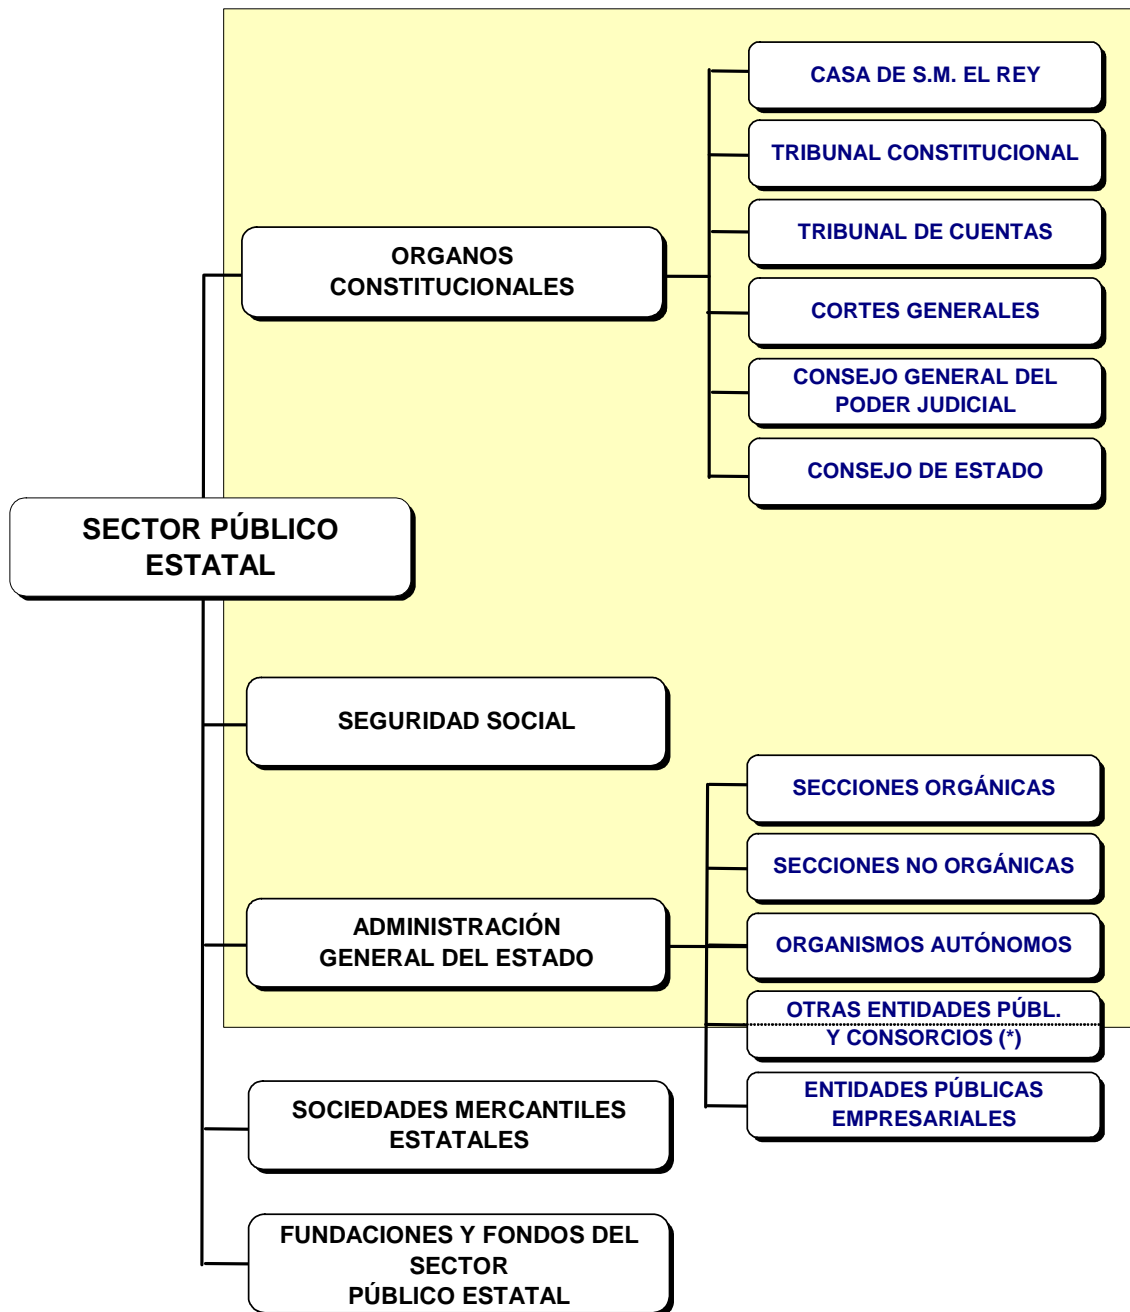 SECTOR PÚBLICO
ESTATAL
ORGANOS
CONSTITUCIONALES
CASA DE S.M. EL REY
TRIBUNAL CONSTITUCIONAL
TRIBUNAL DE CUENTAS
CORTES GENERALES
CONSEJO GENERAL DEL
PODER JUDICIAL
CONSEJO DE ESTADO
SEGURIDAD SOCIAL
ADMINISTRACIÓN
GENERAL DEL ESTADO
SECCIONES ORGÁNICAS
SECCIONES NO ORGÁNICAS
ORGANISMOS AUTÓNOMOS
OTRAS ENTIDADES PÚBL.
Y CONSORCIOS (*)
ENTIDADES PÚBLICAS
EMPRESARIALES
SOCIEDADES MERCANTILES
ESTATALES
FUNDACIONES Y FONDOS DEL
SECTOR
PÚBLICO ESTATAL